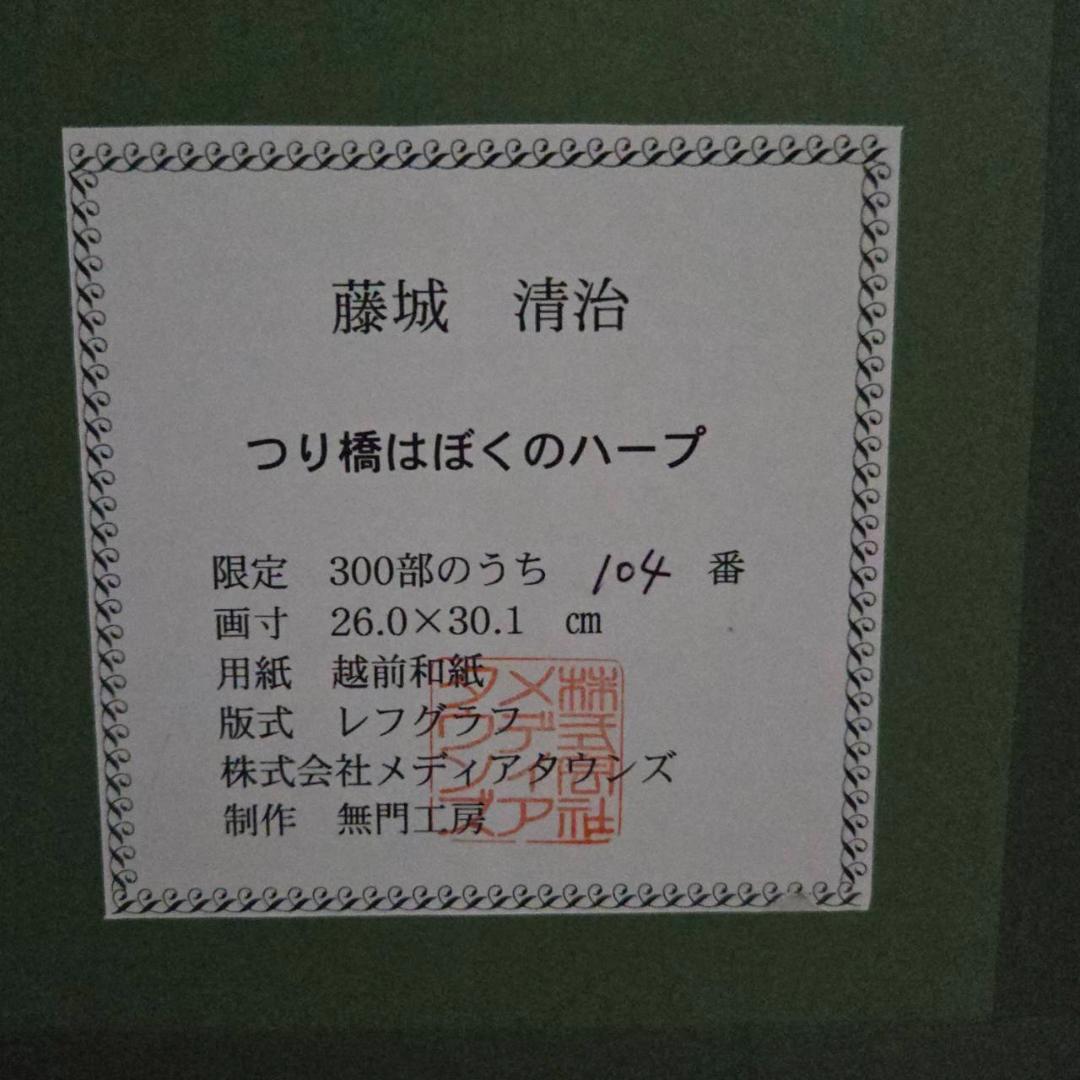 藤城　清治
つり橋はぼくのハープ
限定　300部のうち　104　番
画寸　26.0×30.1　㎝
用紙　越前和紙
版式　レフグラフ
株式会社メディアタウンズ
制作　無門工房
株式会社
メディア
タウンズ